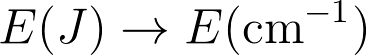 E(J) → E(cm⁻¹)